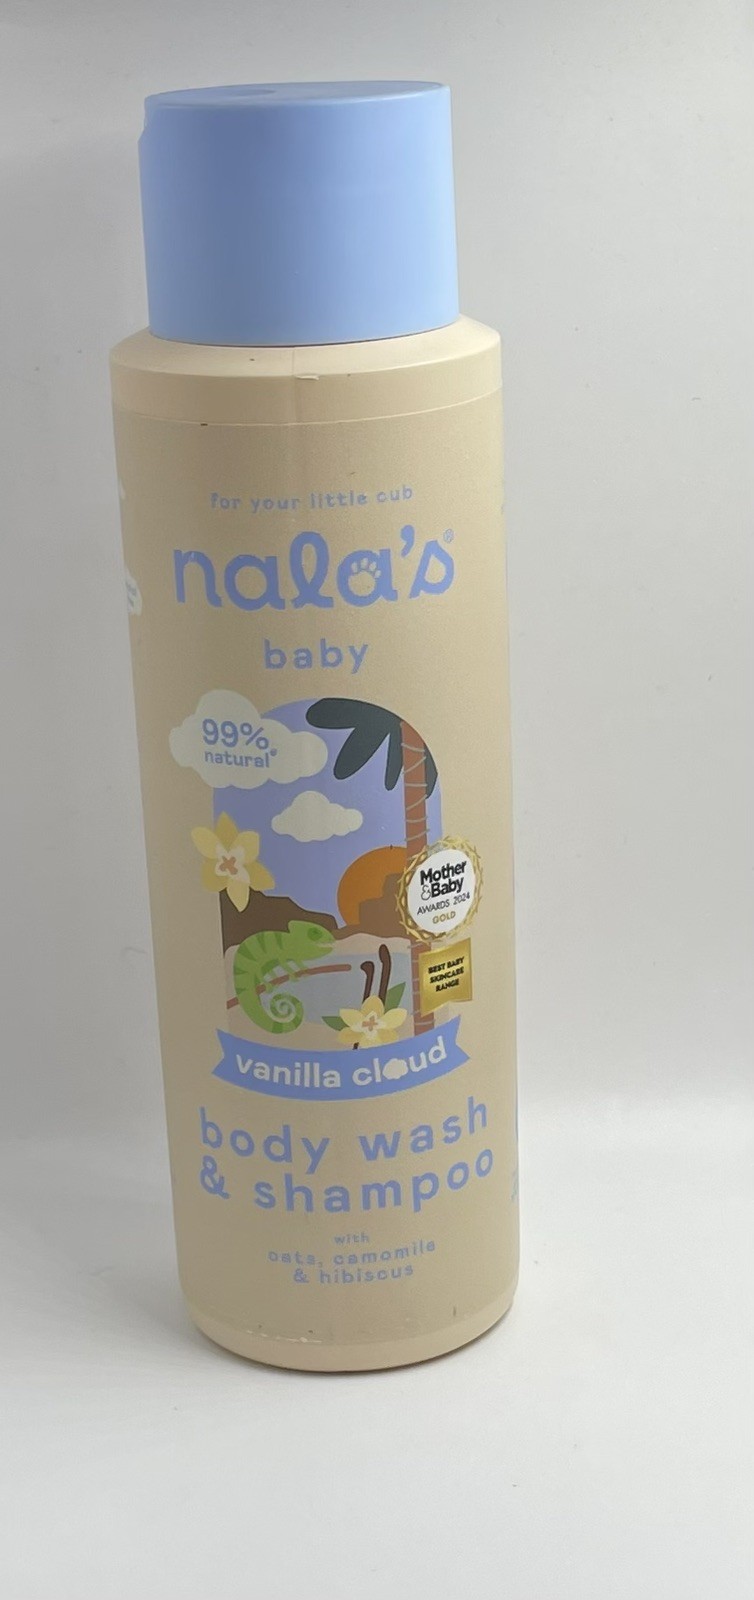 for your little cub
nala's®
baby
99%
natural*
Mother
&Baby
AWARDS 2024
GOLD
BEST BABY
SKINCARE
RANGE
vanilla cloud
body wash
& shampoo
with
oats, camomile
& hibiscus